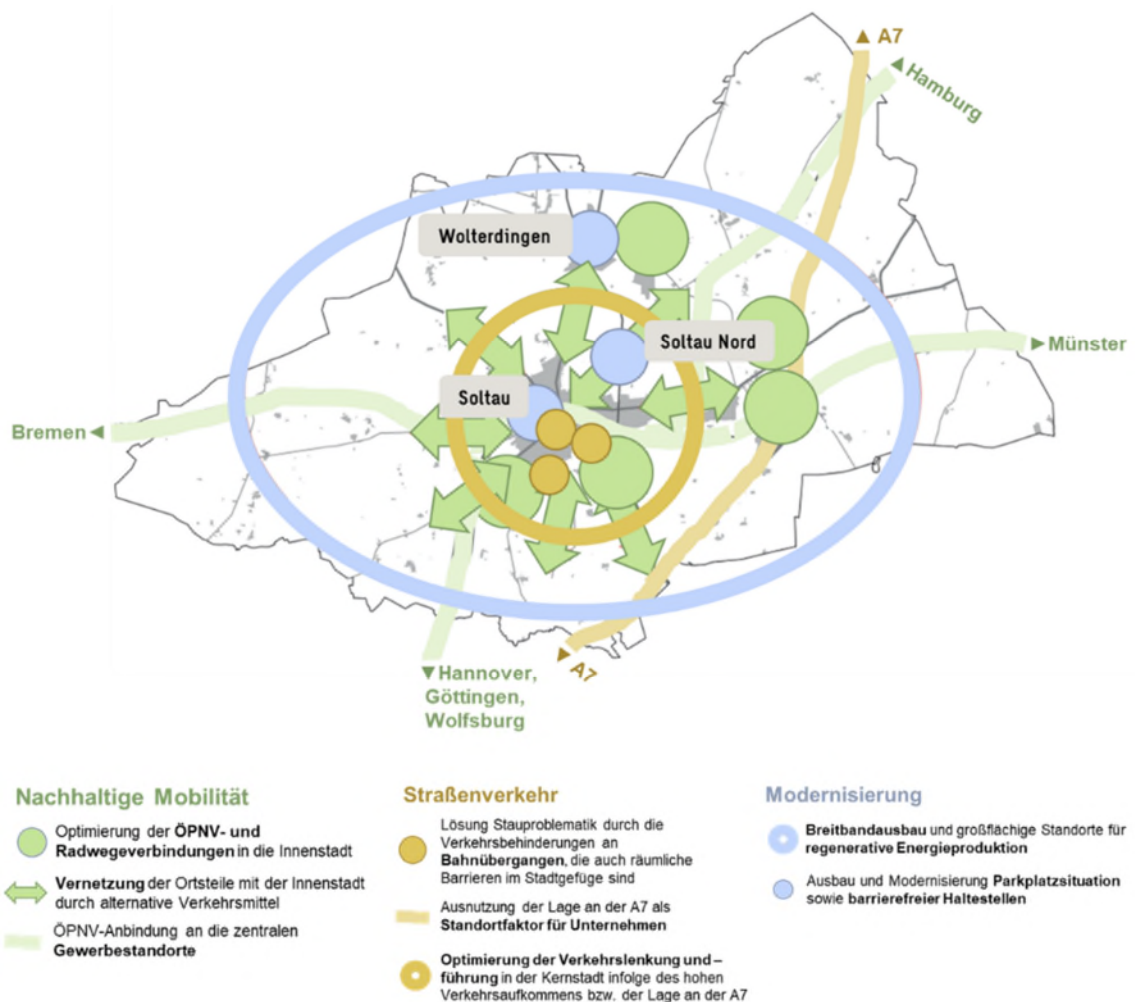 A7
Hamburg
Wolterdingen
Soltau Nord
Münster
Soltau
Bremen
Hannover,
Göttingen,
Wolfsburg
A7
Nachhaltige Mobilität
Optimierung der ÖPNV- und
Radwegeverbindungen in die Innenstadt
Vernetzung der Ortsteile mit der Innenstadt
durch alternative Verkehrsmittel
ÖPNV-Anbindung an die zentralen
Gewerbestandorte
Straßenverkehr
Lösung Stauproblematik durch die
Verkehrsbehinderungen an
Bahnübergangen, die auch räumliche
Barrieren im Stadtgefüge sind
Ausnutzung der Lage an der A7 als
Standortfaktor für Unternehmen
Optimierung der Verkehrslenkung und –
führung in der Kernstadt infolge des hohen
Verkehrsaufkommens bzw. der Lage an der A7
Modernisierung
Breitbandausbau und großflächige Standorte für
regenerative Energieproduktion
Ausbau und Modernisierung Parkplatzsituation
sowie barrierefreier Haltestellen